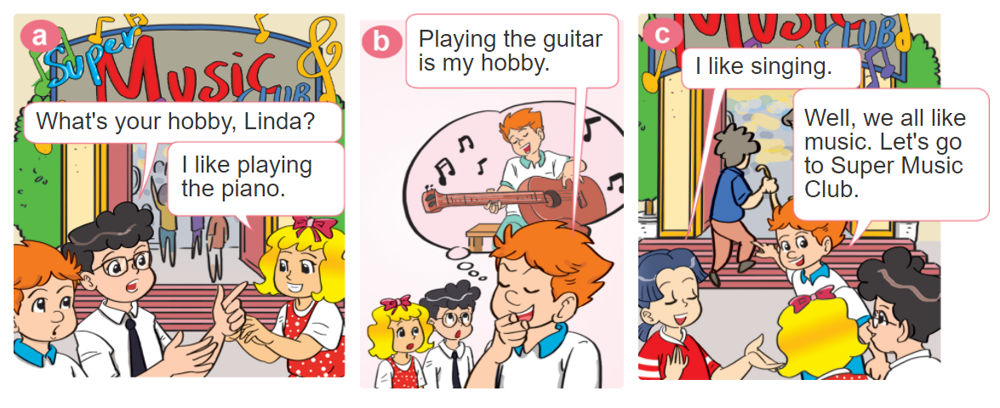 a
Super
Music
CLUB
What's your hobby, Linda?
I like playing
the piano.
b
Playing the guitar
is my hobby.
c
Music
CLUB
I like singing.
Well, we all like
music. Let's go
to Super Music
Club.